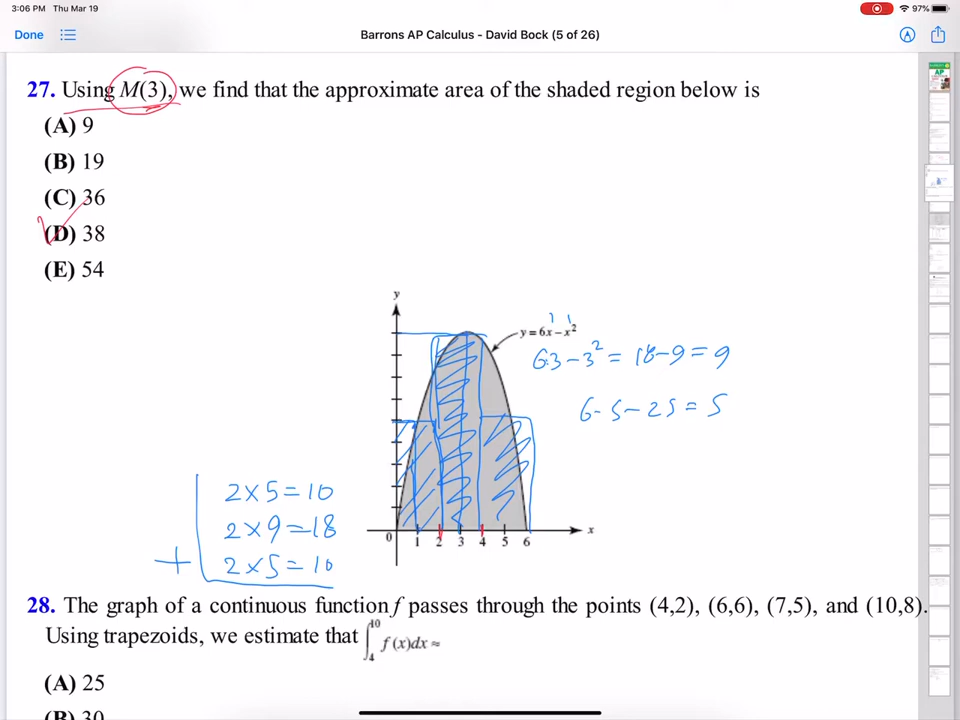 3:06 PM Thu Mar 19
97%
Done
Barrons AP Calculus - David Bock (5 of 26)
27. Using M(3), we find that the approximate area of the shaded region below is
(A) 9
(B) 19
(C) 36
(D) 38
(E) 54
y
y = 6x – x²
6·3 – 3² = 18 – 9 = 9
6·5 – 25 = 5
2 × 5 = 10
2 × 9 = 18
+ 2 × 5 = 10
0 1 2 3 4 5 6 x
28. The graph of a continuous function f passes through the points (4,2), (6,6), (7,5), and (10,8).
Using trapezoids, we estimate that ∫₄¹⁰ f(x)dx ≈
(A) 25
(B) 30